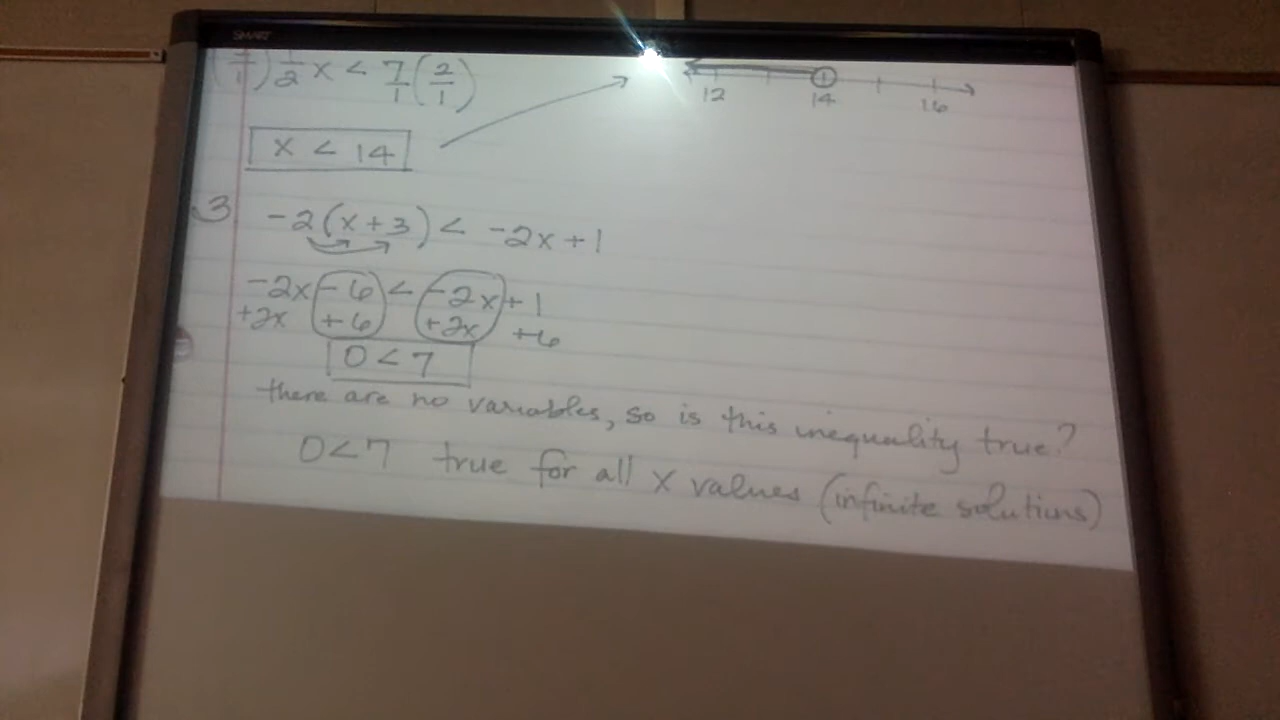 SMART
1/2 x < 7/1 (2/1)
12 14 16
x < 14
3
-2(x+3) < -2x+1
-2x -6 < -2x +1
+2x +6 +2x +6
0 < 7
there are no variables, so is this inequality true?
0<7 true for all x values (infinite solutions)